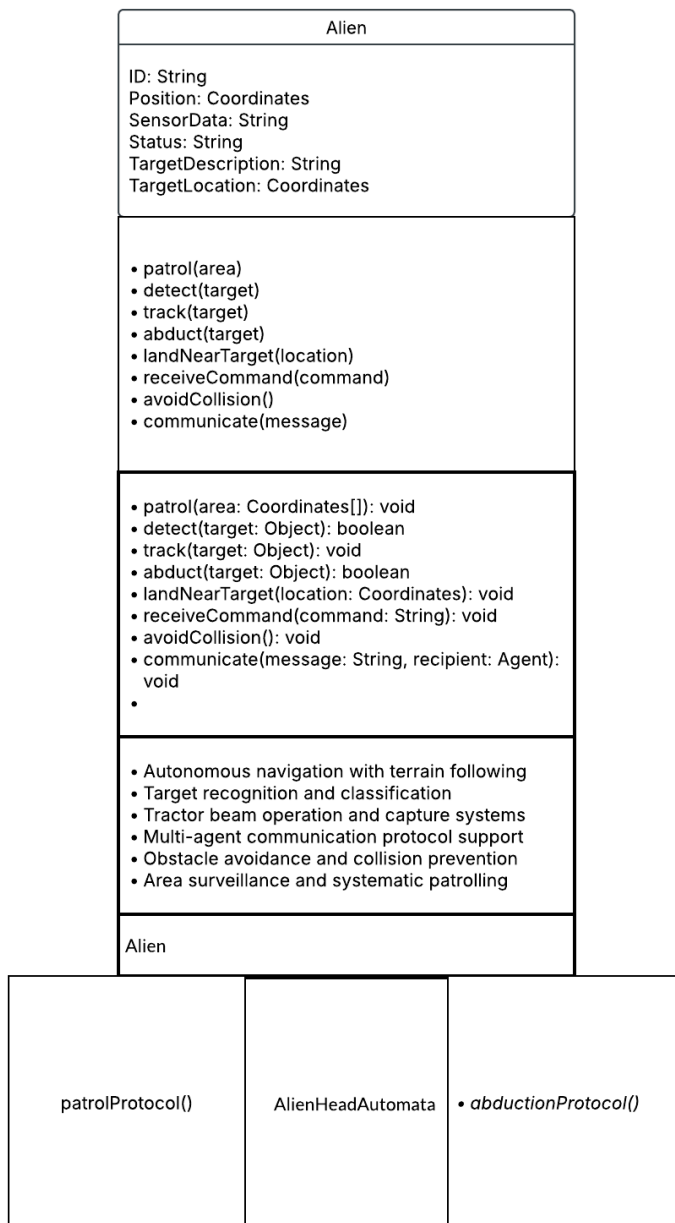 Alien
ID: String
Position: Coordinates
SensorData: String
Status: String
TargetDescription: String
TargetLocation: Coordinates
• patrol(area)
• detect(target)
• track(target)
• abduct(target)
• landNearTarget(location)
• receiveCommand(command)
• avoidCollision()
• communicate(message)
• patrol(area: Coordinates[]): void
• detect(target: Object): boolean
• track(target: Object): void
• abduct(target: Object): boolean
• landNearTarget(location: Coordinates): void
• receiveCommand(command: String): void
• avoidCollision(): void
• communicate(message: String, recipient: Agent):
void
•
• Autonomous navigation with terrain following
• Target recognition and classification
• Tractor beam operation and capture systems
• Multi-agent communication protocol support
• Obstacle avoidance and collision prevention
• Area surveillance and systematic patrolling
Alien
patrolProtocol()
AlienHeadAutomata
• abductionProtocol()